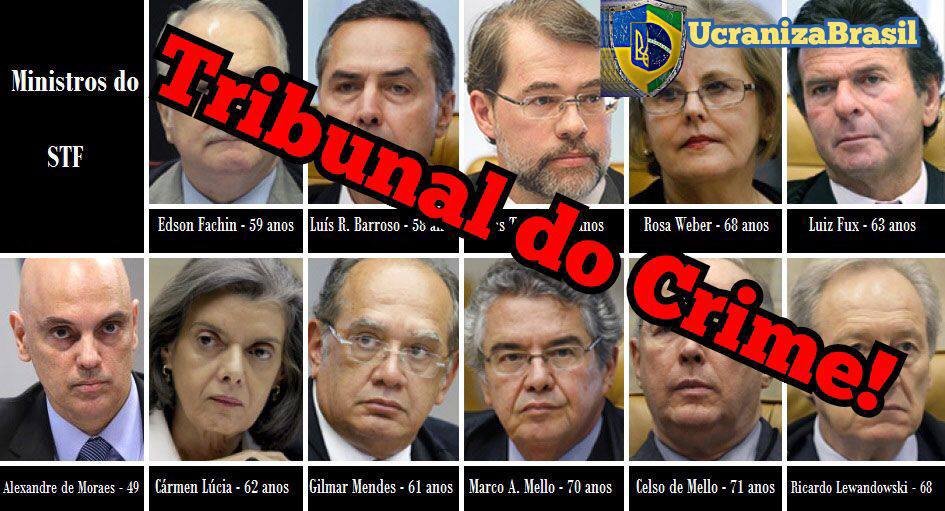 UcranizaBrasil
Ministros do
STF
Tribunal do Crime!
Edson Fachin - 59 anos
Luís R. Barroso - 58 anos
Rosa Weber - 68 anos
Luiz Fux - 63 anos
Alexandre de Moraes - 49
Cármen Lúcia - 62 anos
Gilmar Mendes - 61 anos
Marco A. Mello - 70 anos
Celso de Mello - 71 anos
Ricardo Lewandowski - 68